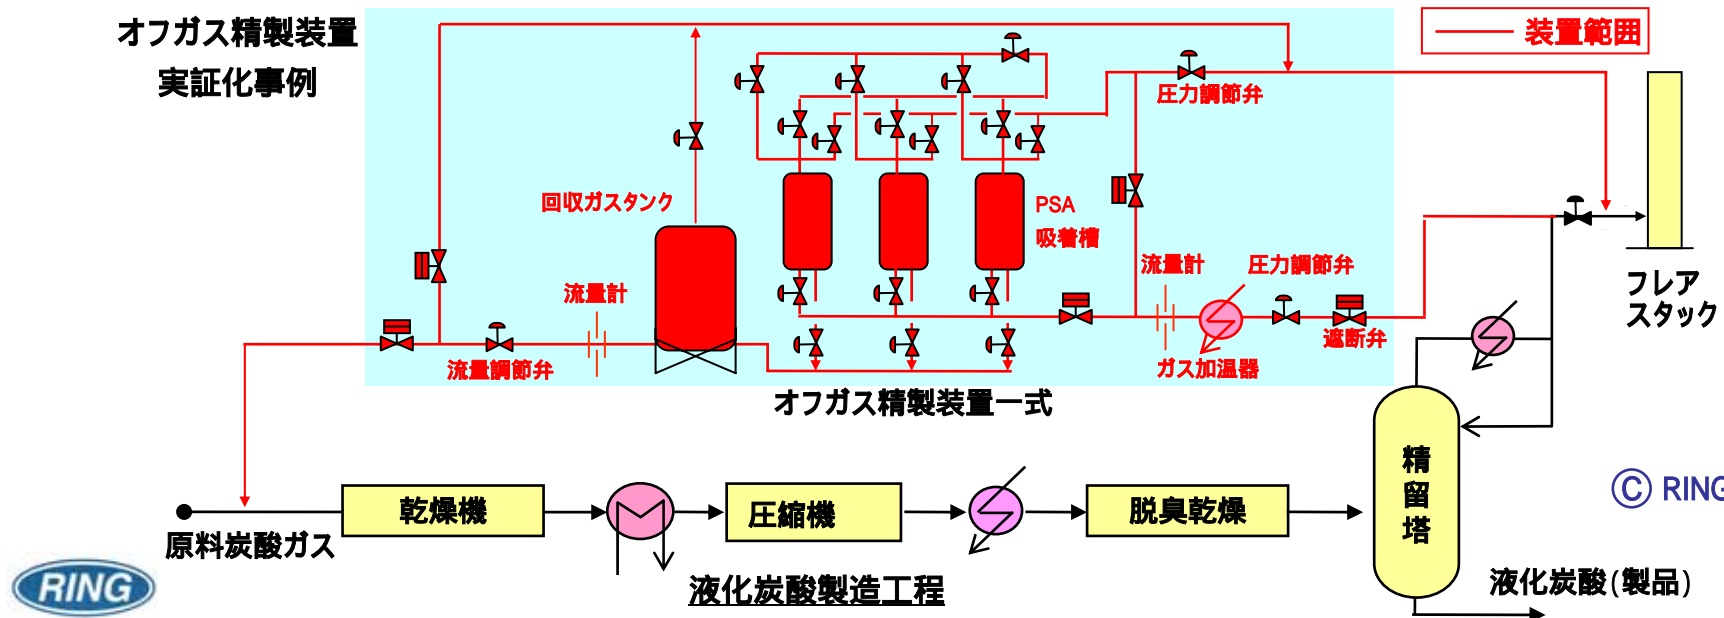 オフガス精製装置
実証化事例
装置範囲
圧力調節弁
回収ガスタンク
PSA
吸着槽
流量計
流量計
圧力調節弁
フレア
スタック
流量調節弁
ガス加温器
遮断弁
オフガス精製装置一式
精
留
塔
乾燥機
圧縮機
脱臭乾燥
Ⓒ RING
原料炭酸ガス
液化炭酸製造工程
液化炭酸(製品)
RING